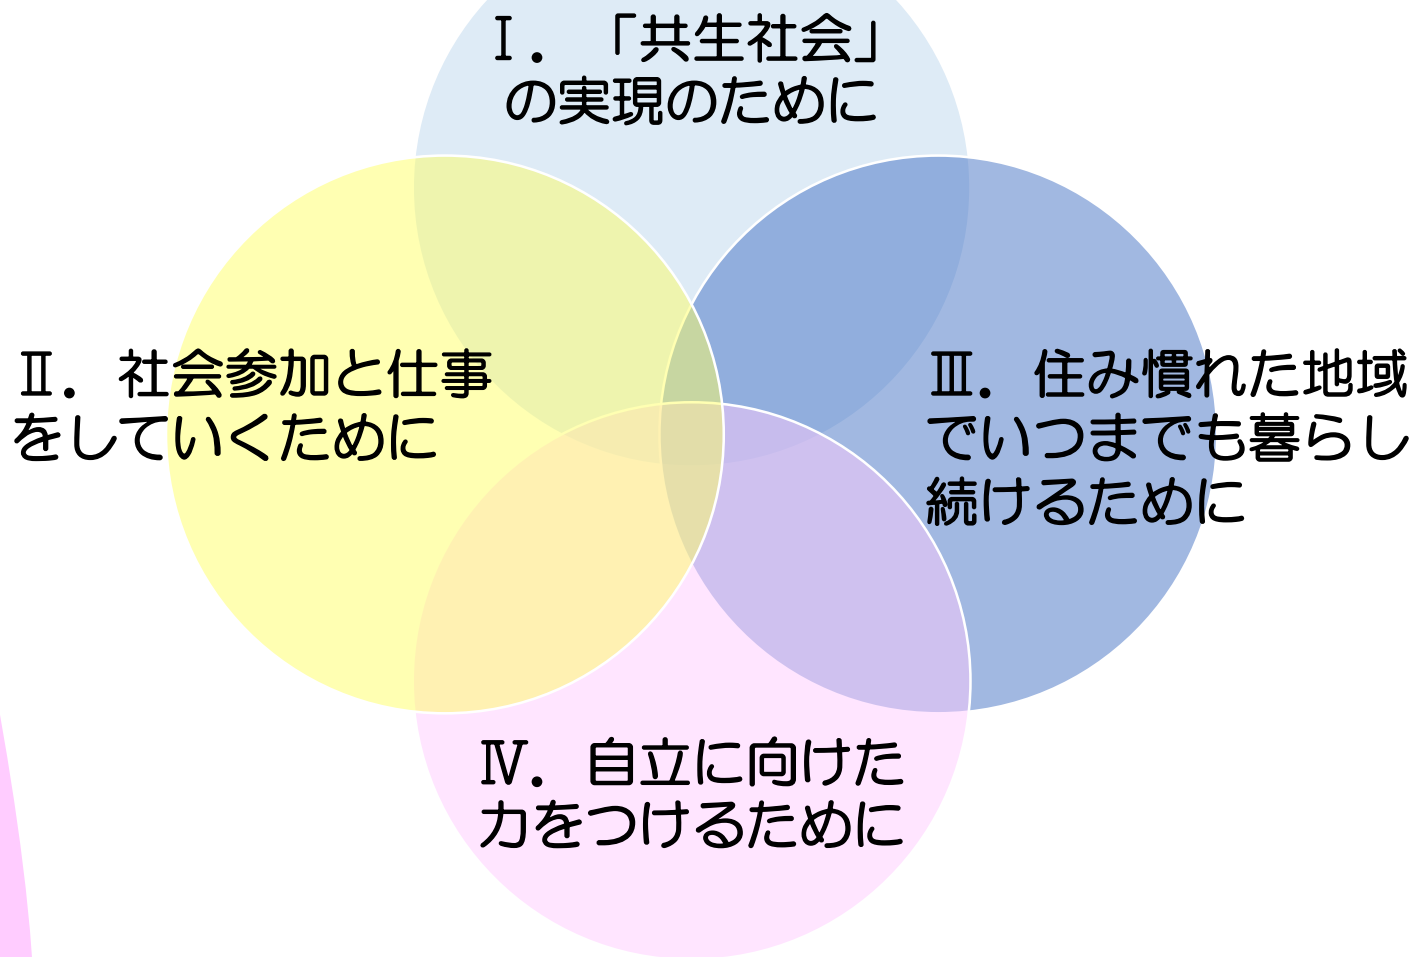 Ⅰ．「共生社会」
の実現のために
Ⅱ．社会参加と仕事
をしていくために
Ⅲ．住み慣れた地域
でいつまでも暮らし
続けるために
Ⅳ．自立に向けた
力をつけるために